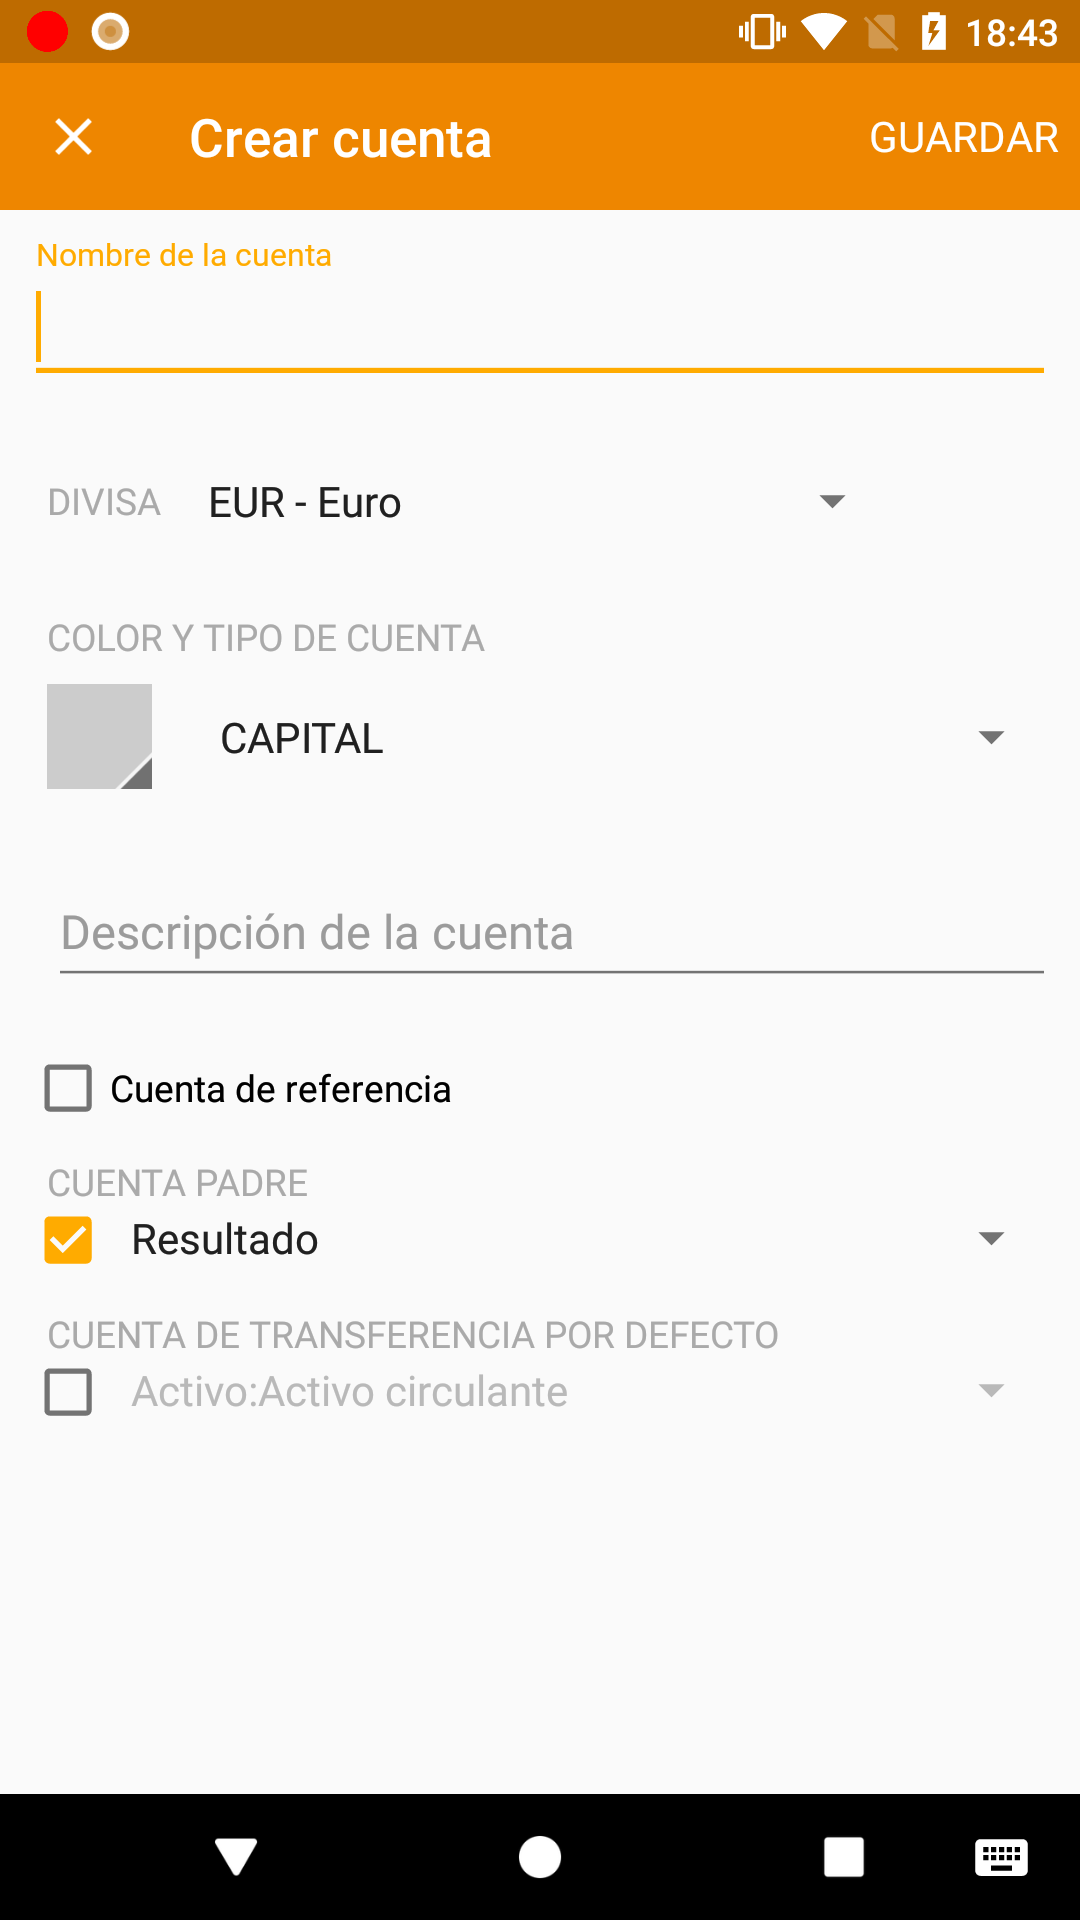 18:43
Crear cuenta
GUARDAR
Nombre de la cuenta
DIVISA
EUR - Euro
COLOR Y TIPO DE CUENTA
CAPITAL
Descripción de la cuenta
Cuenta de referencia
CUENTA PADRE
Resultado
CUENTA DE TRANSFERENCIA POR DEFECTO
Activo:Activo circulante